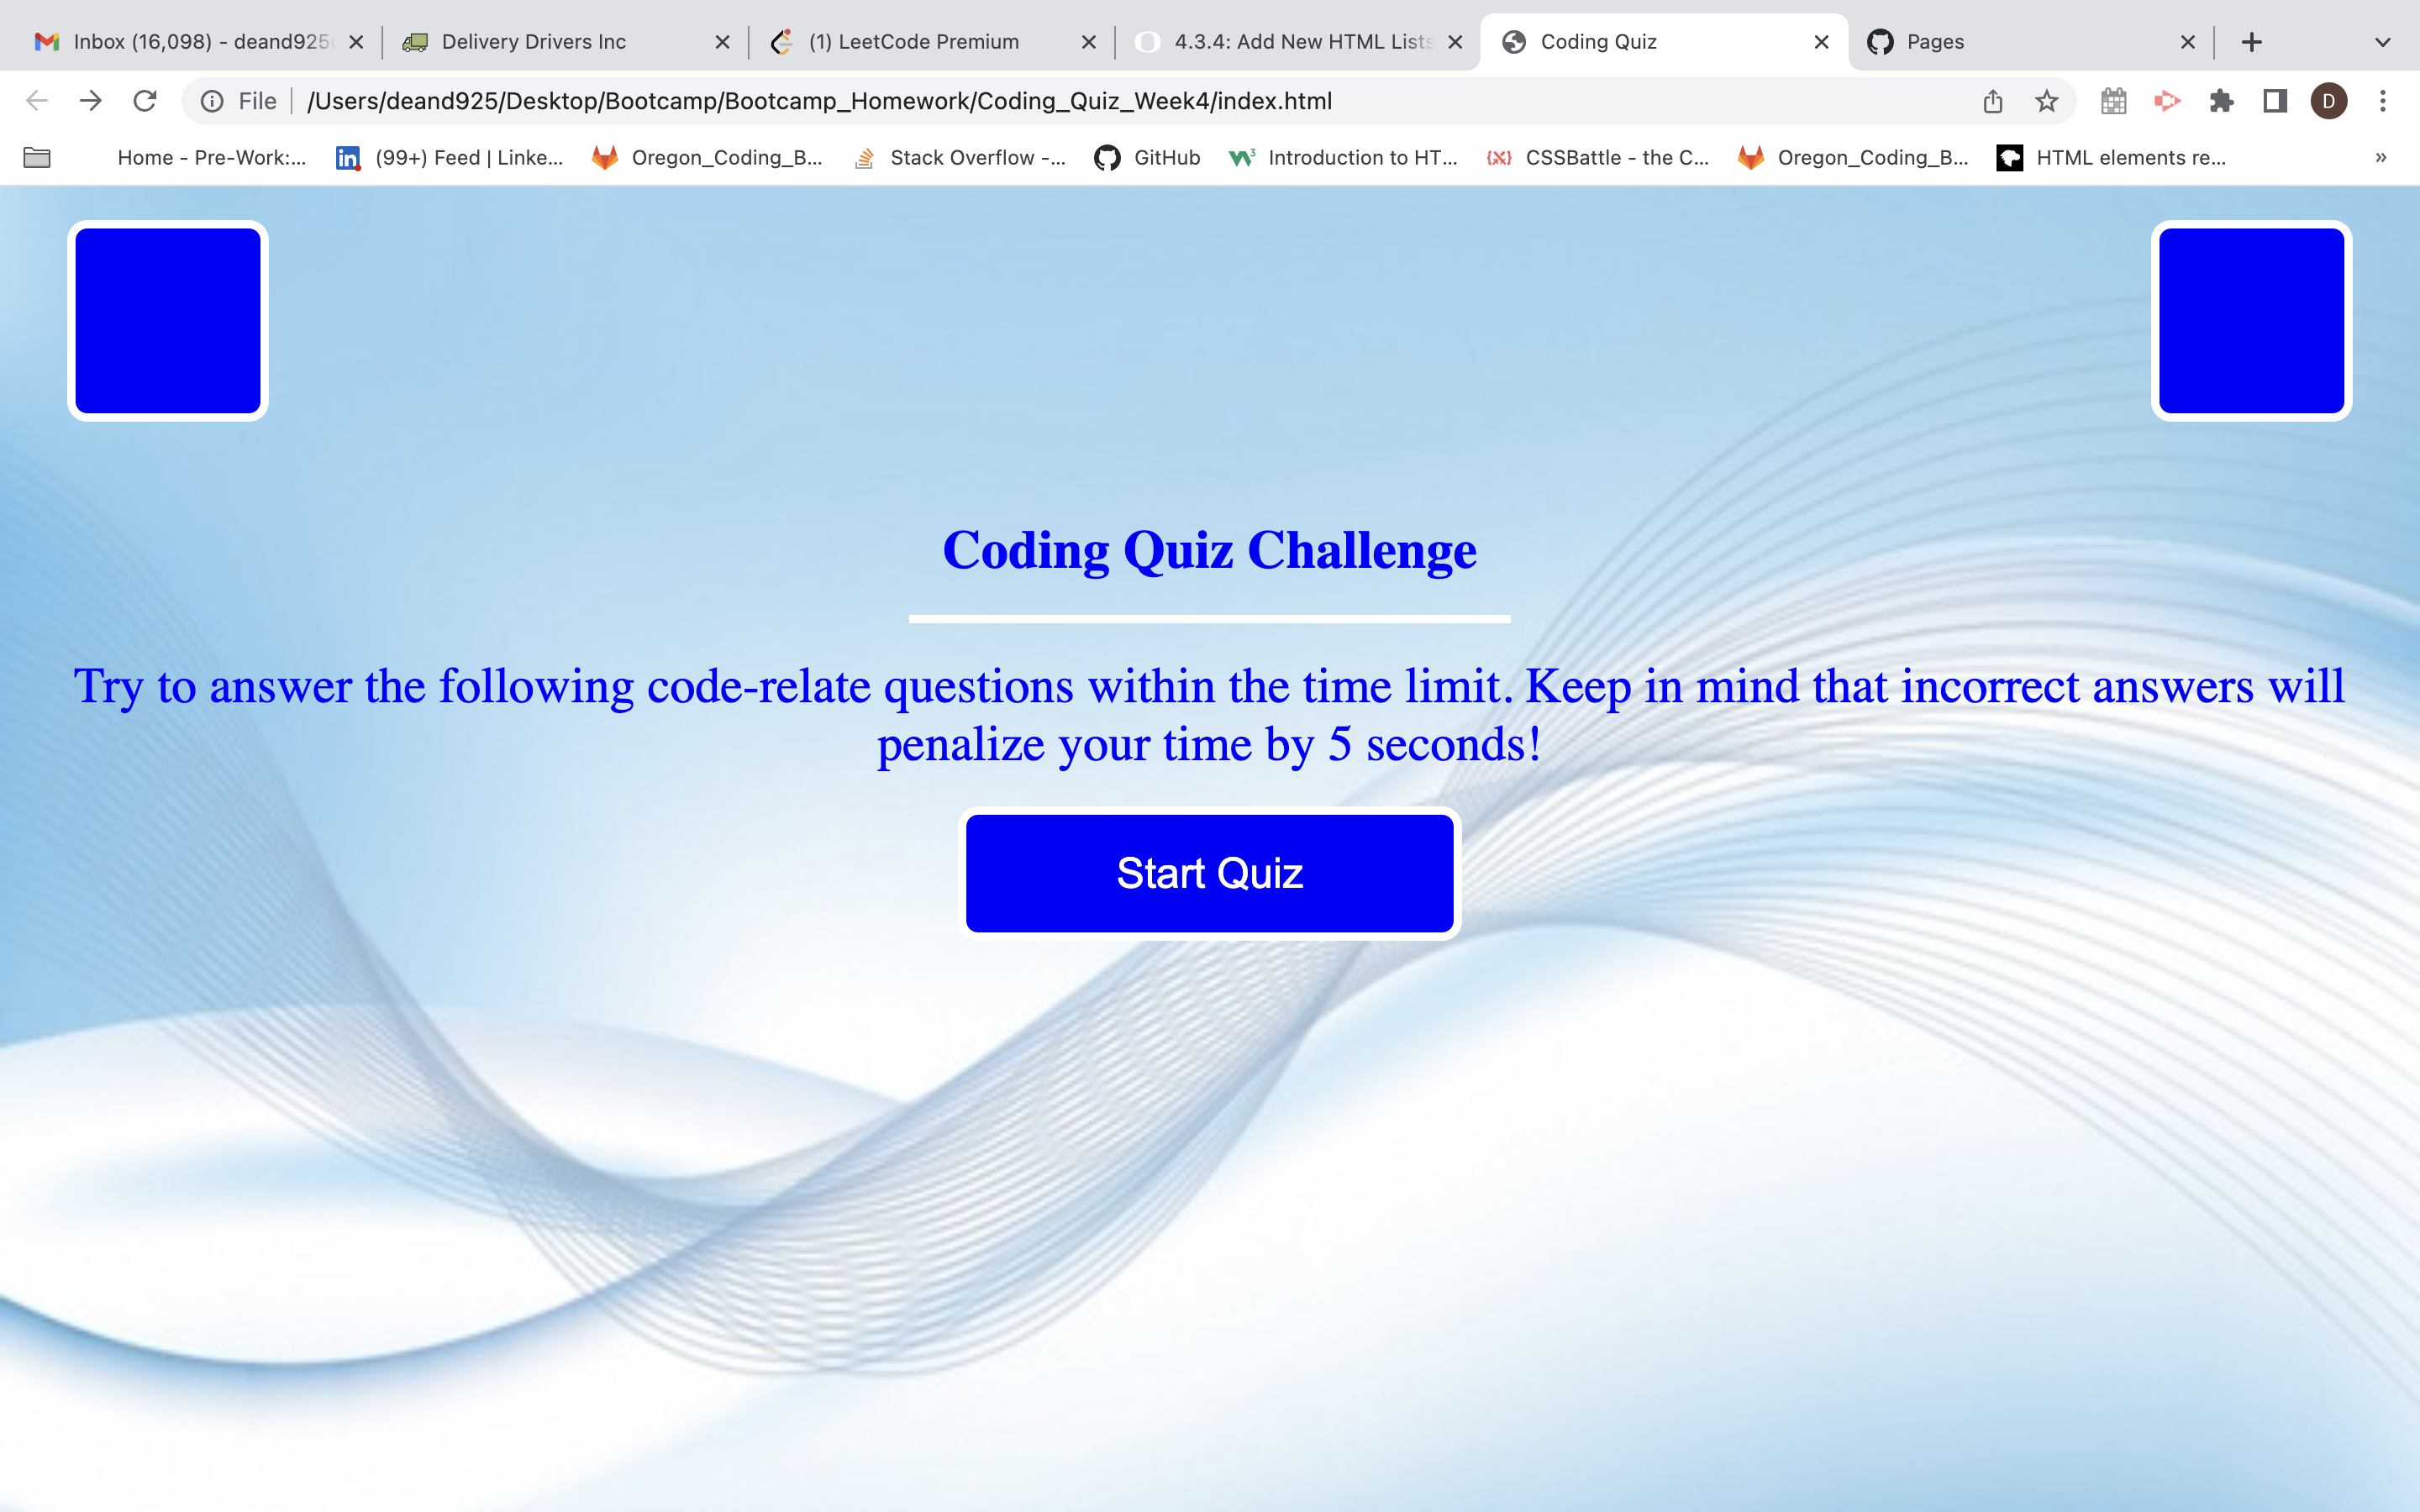 Inbox (16,098) - deand925
Delivery Drivers Inc
(1) LeetCode Premium
4.3.4: Add New HTML Lists
Coding Quiz
Pages
File
/Users/deand925/Desktop/Bootcamp/Bootcamp_Homework/Coding_Quiz_Week4/index.html
D
Home - Pre-Work:...
in
(99+) Feed | Linke...
Oregon_Coding_B...
Stack Overflow -...
GitHub
Introduction to HT...
CSSBattle - the C...
Oregon_Coding_B...
HTML elements re...
»
Coding Quiz Challenge
Try to answer the following code-relate questions within the time limit. Keep in mind that incorrect answers will
penalize your time by 5 seconds!
Start Quiz